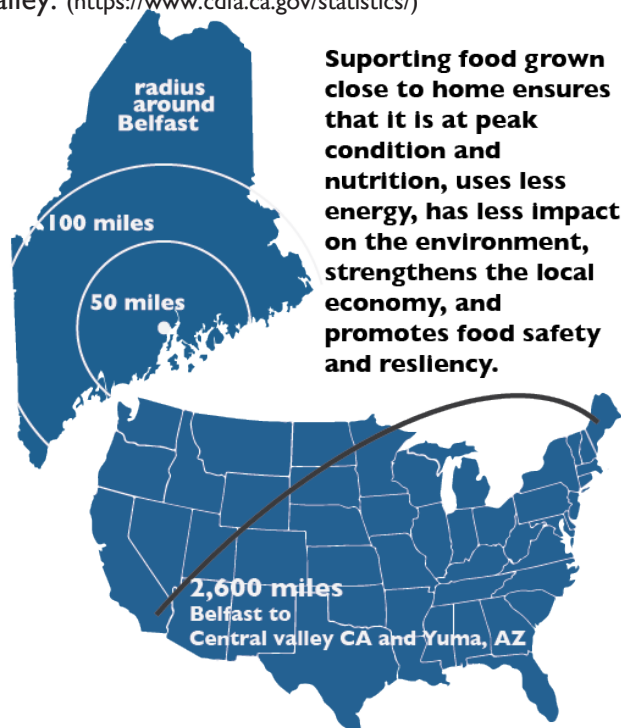 alley. (https://www.cdfa.ca.gov/statistics/)
radius
around
Belfast
100 miles
50 miles
Suporting food grown
close to home ensures
that it is at peak
condition and
nutrition, uses less
energy, has less impact
on the environment,
strengthens the local
economy, and
promotes food safety
and resliency.
2,600 miles
Belfast to
Central valley CA and Yuma, AZ